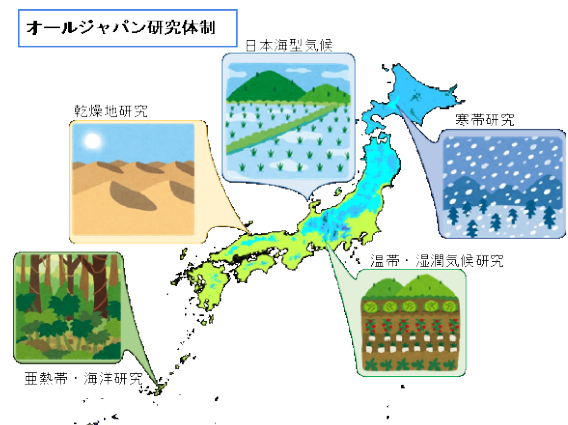 オールジャパン研究体制
日本海型気候
乾燥地研究
寒帯研究
温帯・湿潤気候研究
亜熱帯・海洋研究